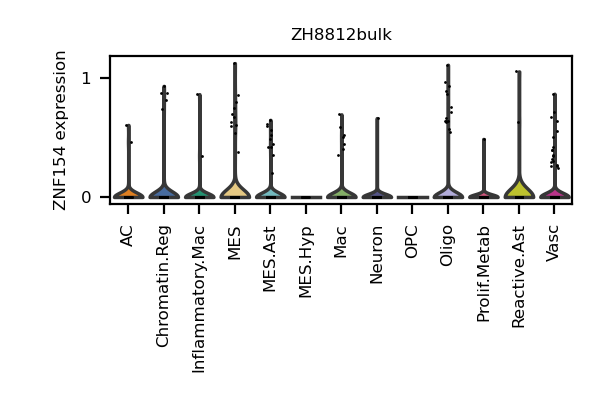 ZH8812bulk
ZNF154 expression
1
0
AC
Chromatin.Reg
Inflammatory.Mac
MES
MES.Ast
MES.Hyp
Mac
Neuron
OPC
Oligo
Prolif.Metab
Reactive.Ast
Vasc